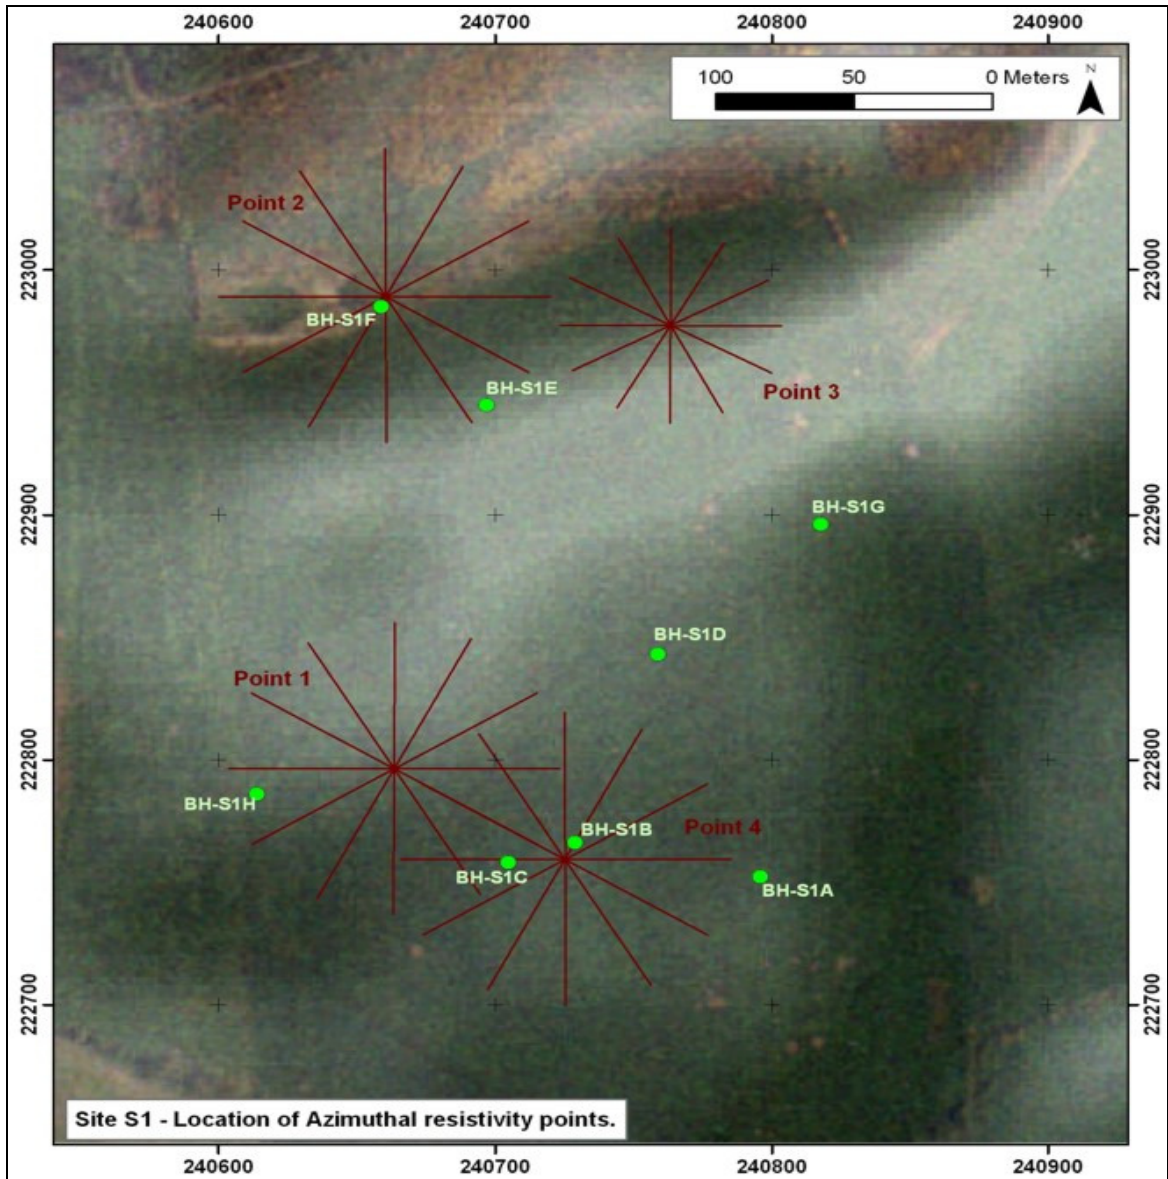 240600 240700 240800 240900
100 50 0 Meters
N
Point 2
223000
223000
BH-S1F
BH-S1E
Point 3
222900
222900
BH-S1G
BH-S1D
Point 1
222800
222800
BH-S1H
BH-S1B
Point 4
BH-S1C
BH-S1A
222700
222700
Site S1 - Location of Azimuthal resistivity points.
240600 240700 240800 240900